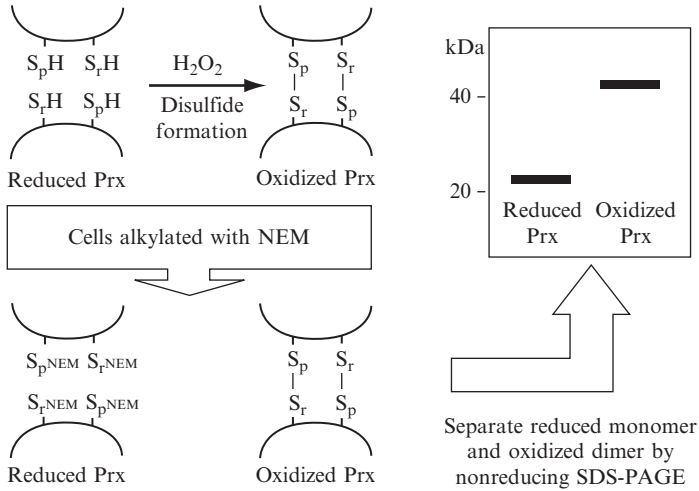 SpH SrH
SrH SpH
Reduced Prx
H2O2
Disulfide
formation
Sp Sr
Sr Sp
Oxidized Prx
Cells alkylated with NEM
SpNEM SrNEM
SrNEM SpNEM
Reduced Prx
Sp Sr
Sr Sp
Oxidized Prx
kDa
40 –
20 –
Reduced Oxidized
Prx Prx
Separate reduced monomer
and oxidized dimer by
nonreducing SDS-PAGE